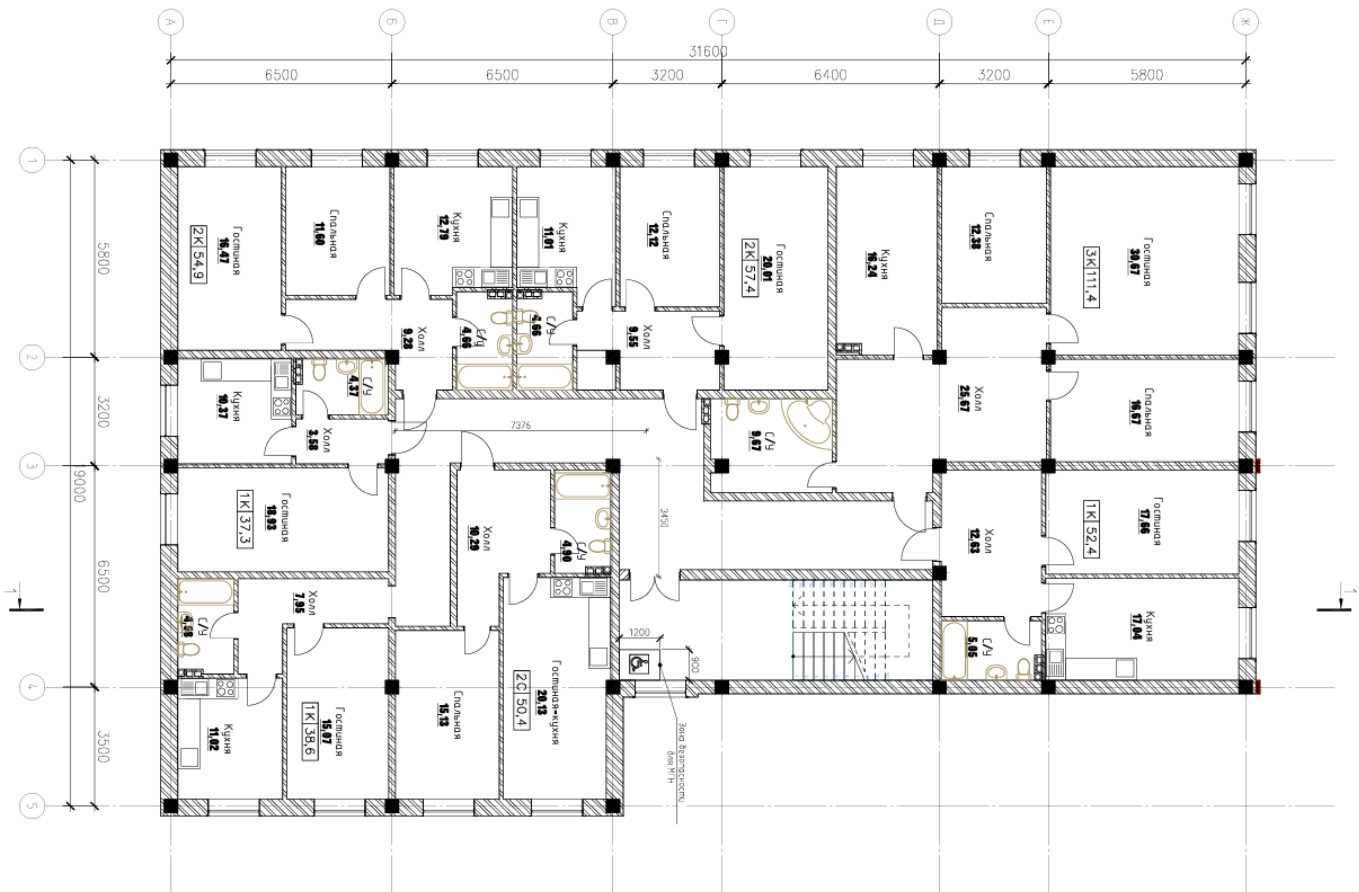 А
Б
В
Г
Д
Е
Ж
31600
6500
6500
3200
6400
3200
5800
1
2
3
4
5
5800
3200
9000
6500
3500
Гостиная
16,47
2К 54,9
Спальная
11,60
Кухня
12,79
Кухня
11,01
Спальная
12,12
Гостиная
20,01
2К 57,4
Кухня
16,24
Спальная
12,38
Гостиная
30,67
3К 111,4
Холл
9,28
С/У
4,66
С/У
4,66
Холл
9,55
Кухня
10,37
С/У
4,37
Холл
3,58
7376
С/У
9,67
Холл
25,67
Спальная
16,67
Гостиная
18,93
1К 37,3
Холл
10,29
С/У
4,90
3450
Холл
12,63
Гостиная
17,66
1К 52,4
С/У
4,58
Холл
7,95
Кухня
11,02
Гостиная
15,07
1К 38,6
Спальная
15,13
Гостиная-кухня
20,13
2С 50,4
1200
900
Зона безопасности
для МГН
С/У
5,05
Кухня
17,04
1
1